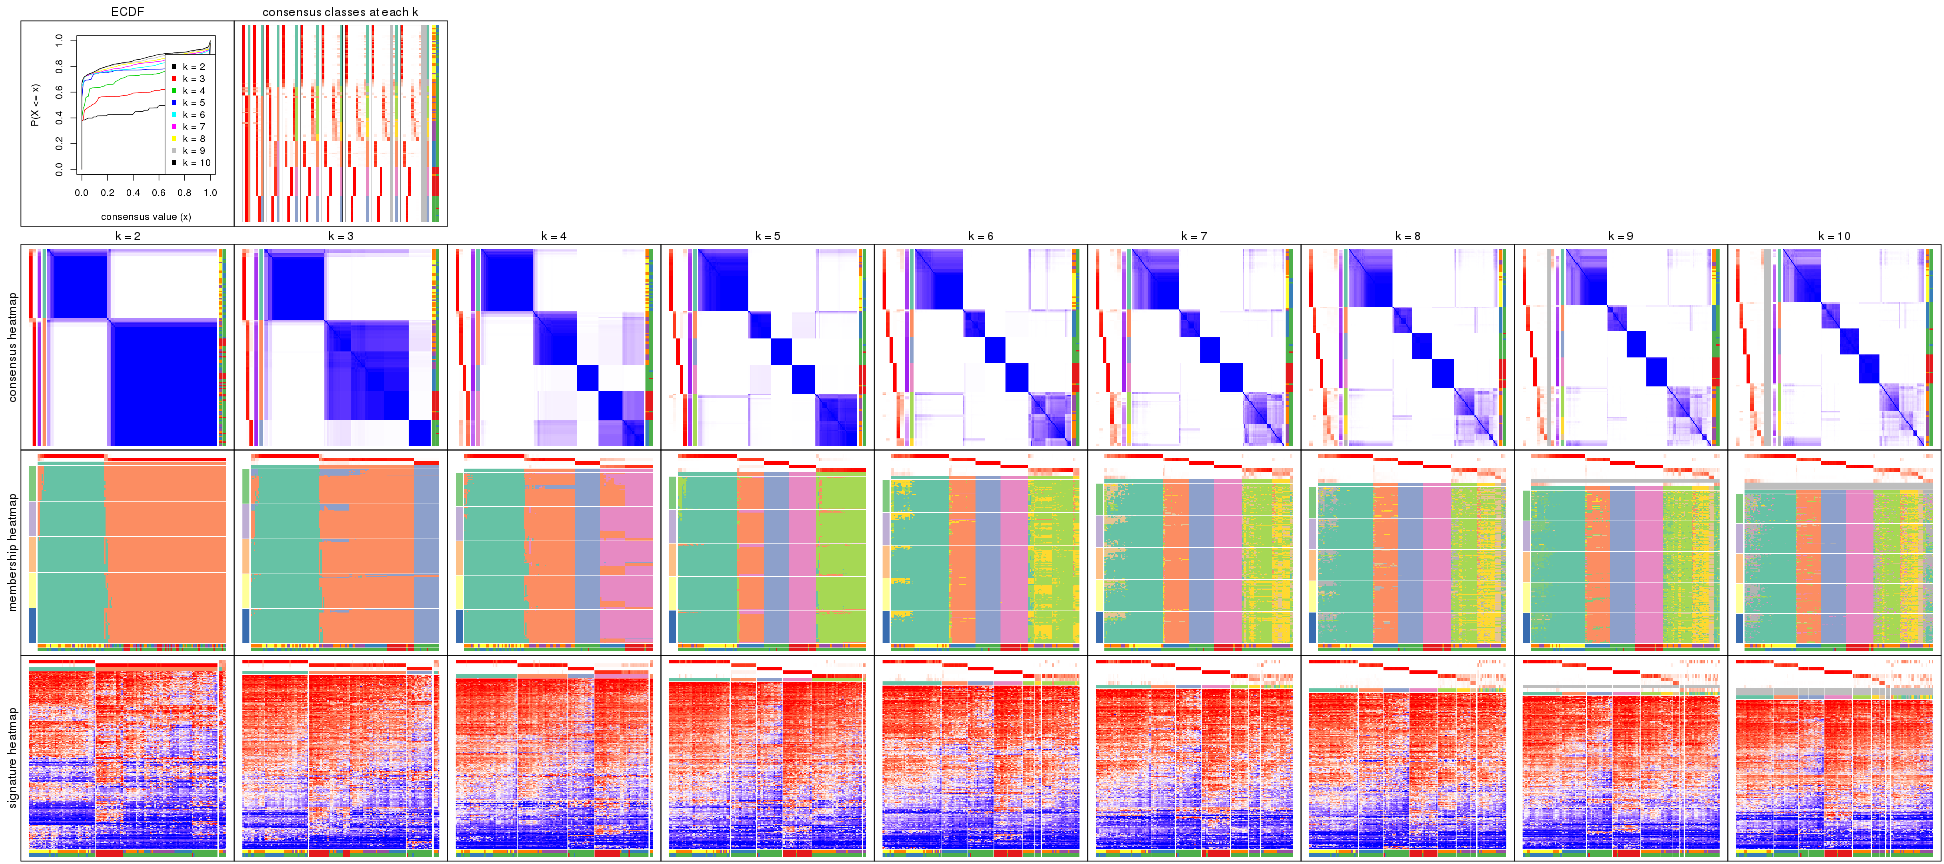 ECDF
consensus classes at each k
P(X <= x)
0.0 0.2 0.4 0.6 0.8 1.0
k = 2
k = 3
k = 4
k = 5
k = 6
k = 7
k = 8
k = 9
k = 10
0.0 0.2 0.4 0.6 0.8 1.0
consensus value (x)
k = 2 k = 3 k = 4 k = 5 k = 6 k = 7 k = 8 k = 9 k = 10
consensus heatmap
membership heatmap
signature heatmap